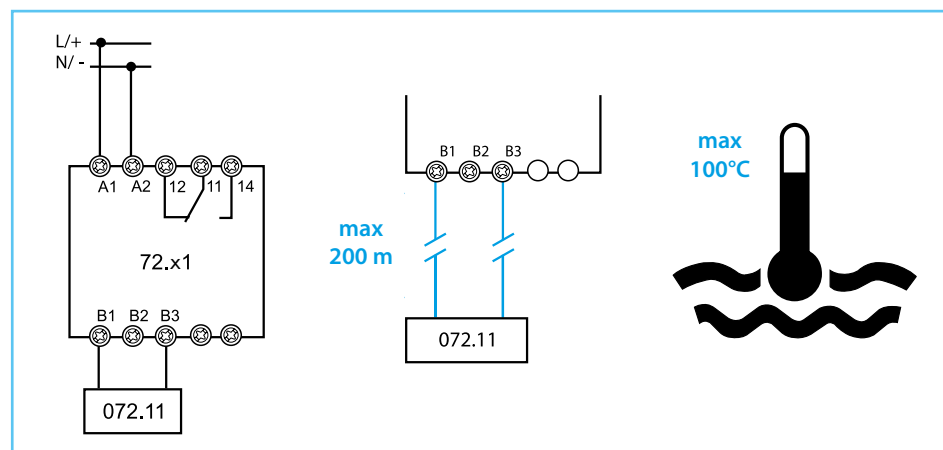 L/+
N/ -
A1 A2 12 11 14
72.x1
B1 B2 B3
072.11
B1 B2 B3
max
200 m
072.11
max
100°C